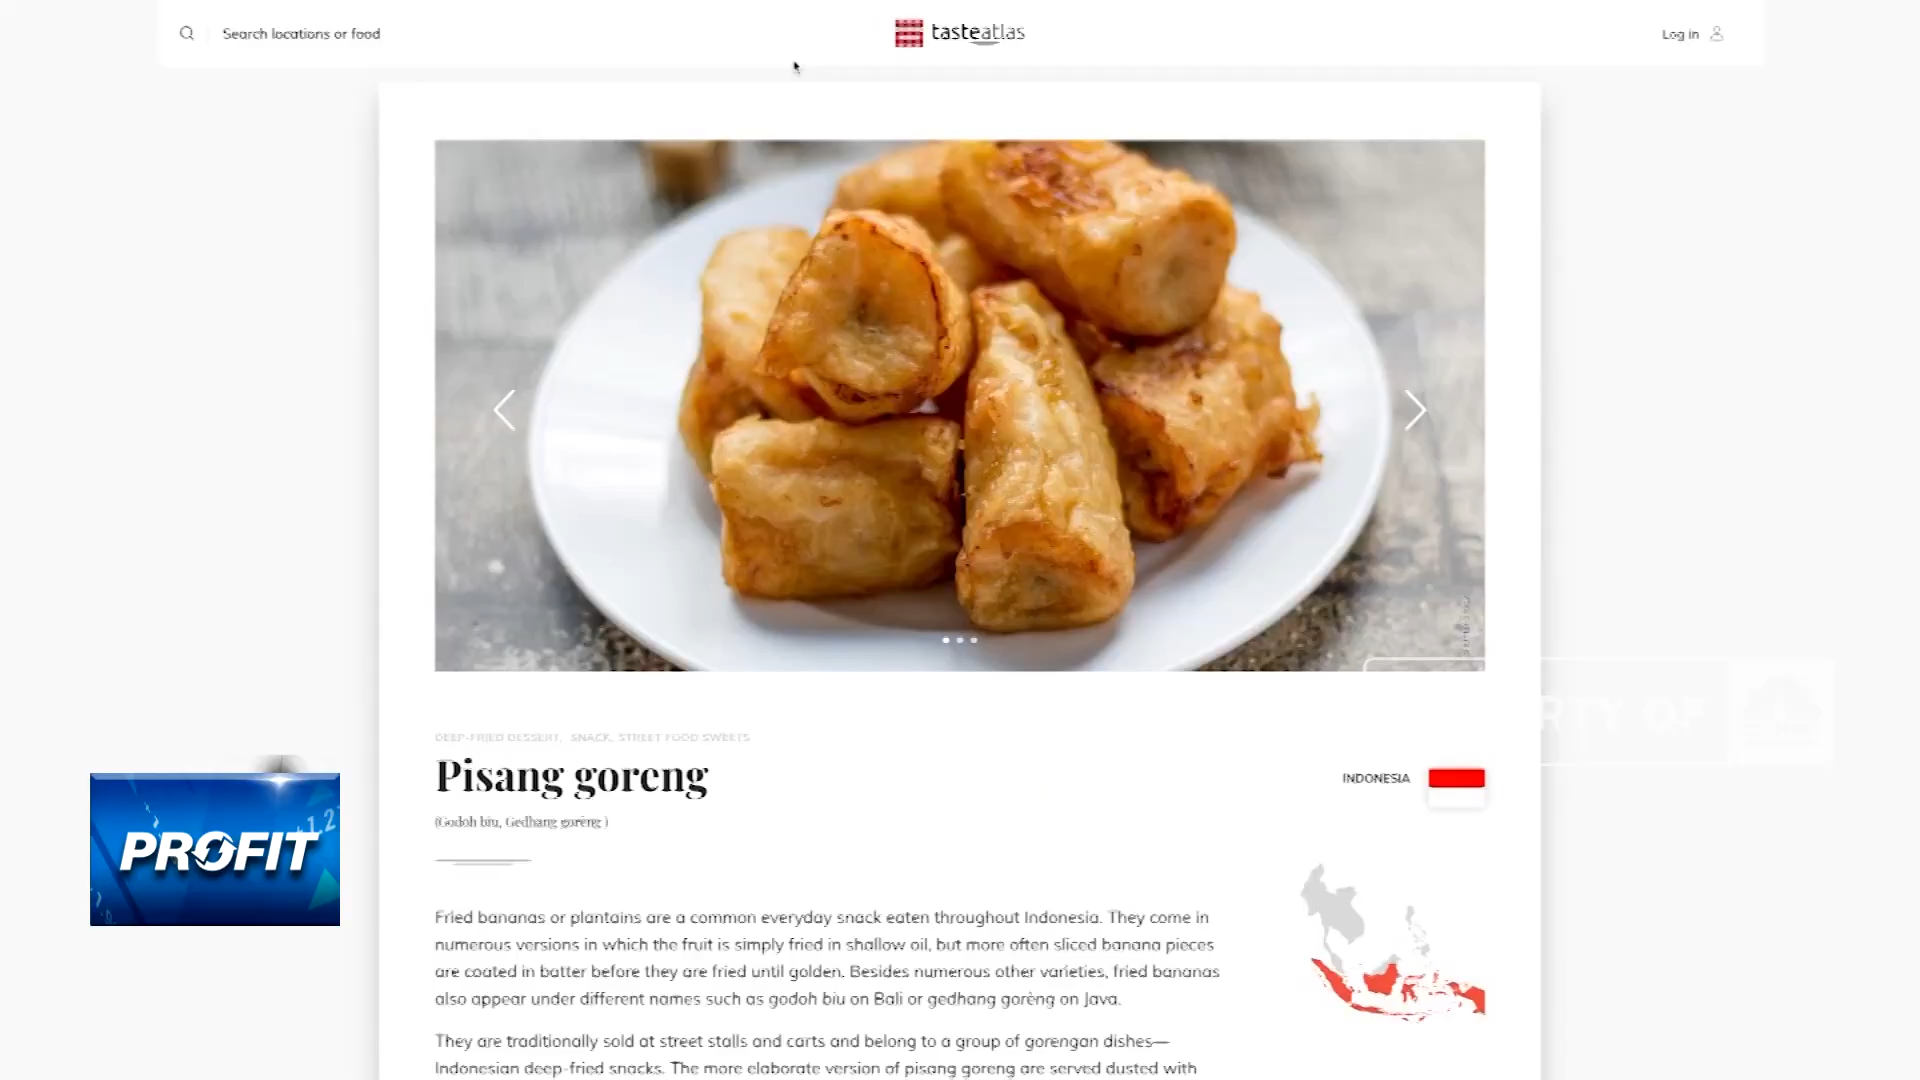 Search locations or food
tasteatlas
Log in
DEEP-FRIED DESSERT, SNACK, STREET FOOD SWEETS
Pisang goreng
INDONESIA
(Godoh biu, Gedhang goreng )
RTY OF
PROFIT
+1.2
Fried bananas or plantains are a common everyday snack eaten throughout Indonesia. They come in
numerous versions in which the fruit is simply fried in shallow oil, but more often sliced banana pieces
are coated in batter before they are fried until golden. Besides numerous other varieties, fried bananas
also appear under different names such as godoh biu on Bali or gedhang gorèng on Java.
They are traditionally sold at street stalls and carts and belong to a group of gorengan dishes—
Indonesian deep-fried snacks. The more elaborate version of pisang goreng are served dusted with